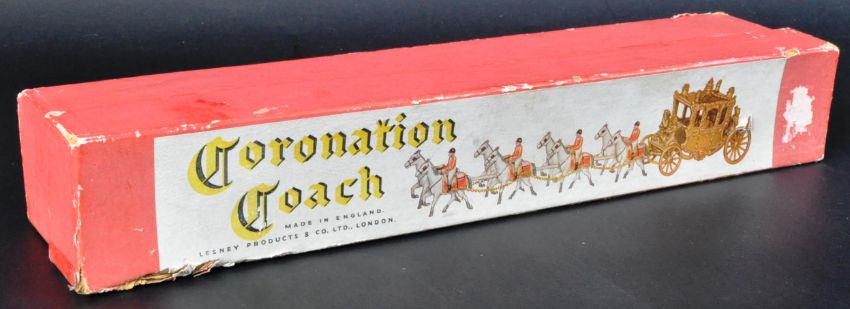 Coronation
Coach
MADE IN ENGLAND.
LESNEY PRODUCTS & CO. LTD., LONDON.